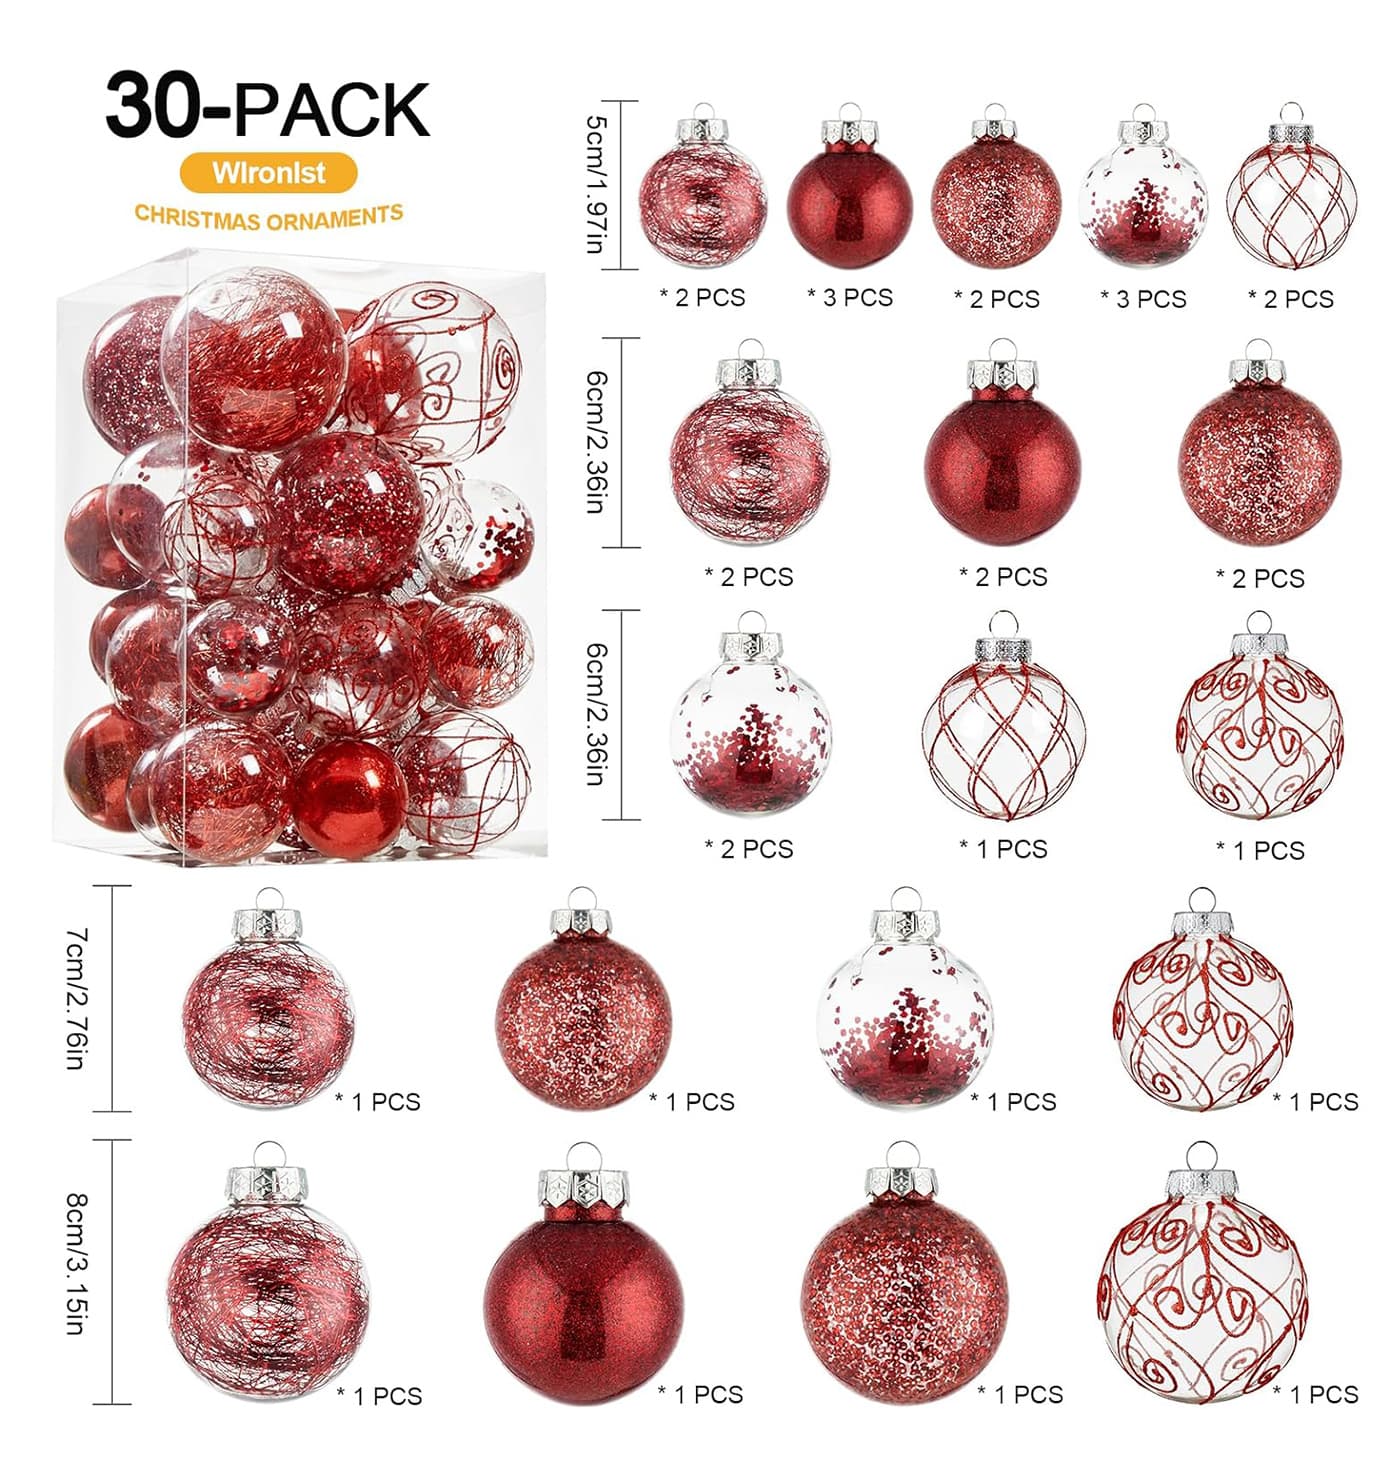 30-PACK
WIronIst
CHRISTMAS ORNAMENTS
5cm/1.97in
* 2 PCS
* 3 PCS
* 2 PCS
* 3 PCS
* 2 PCS
6cm/2.36in
* 2 PCS
* 2 PCS
* 2 PCS
6cm/2.36in
* 2 PCS
* 1 PCS
* 1 PCS
7cm/2.76in
* 1 PCS
* 1 PCS
* 1 PCS
* 1 PCS
8cm/3.15in
* 1 PCS
* 1 PCS
* 1 PCS
* 1 PCS